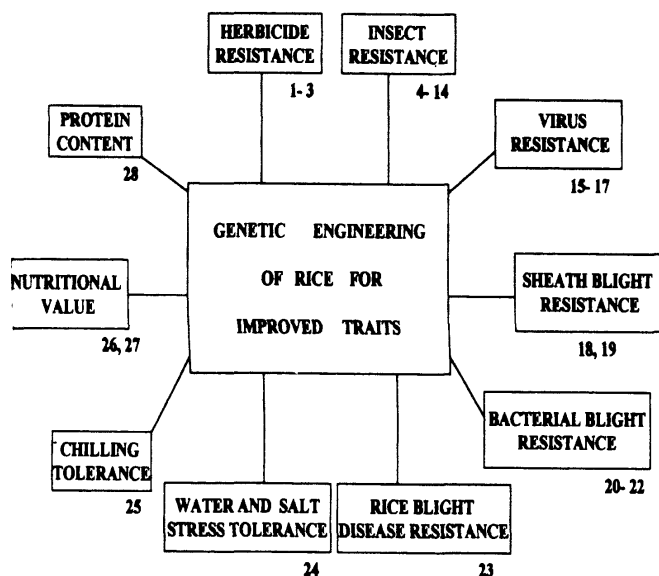 HERBICIDE
RESISTANCE
1- 3
INSECT
RESISTANCE
4- 14
VIRUS
RESISTANCE
15- 17
SHEATH BLIGHT
RESISTANCE
18, 19
BACTERIAL BLIGHT
RESISTANCE
20- 22
RICE BLIGHT
DISEASE RESISTANCE
23
WATER AND SALT
STRESS TOLERANCE
24
CHILLING
TOLERANCE
25
NUTRITIONAL
VALUE
26, 27
PROTEIN
CONTENT
28
GENETIC ENGINEERING
OF RICE FOR
IMPROVED TRAITS